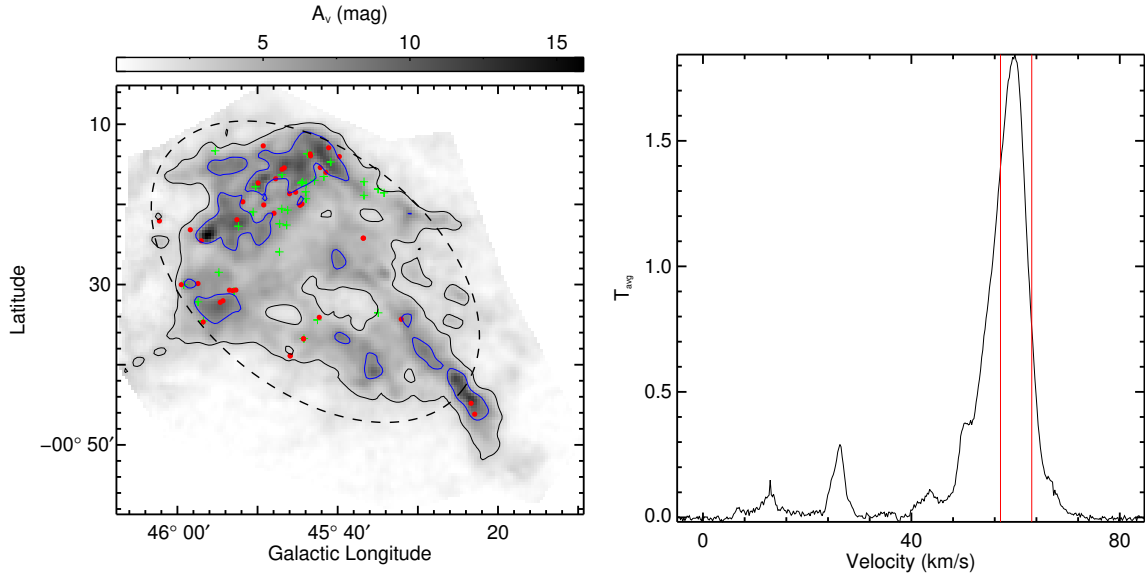 A_v (mag)
5 10 15
10
30
−00° 50′
Latitude
46° 00′ 45° 40′ 20
Galactic Longitude
1.5
1.0
0.5
0.0
T_avg
0 40 80
Velocity (km/s)